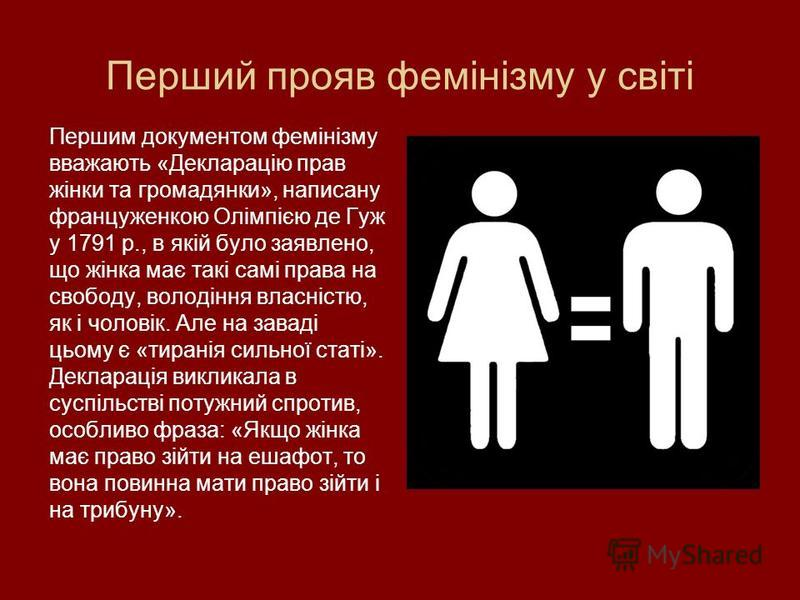 Перший прояв фемінізму у світі
Першим документом фемінізму
вважають «Декларацію прав
жінки та громадянки», написану
француженкою Олімпією де Гуж
у 1791 р., в якій було заявлено,
що жінка має такі самі права на
свободу, володіння власністю,
як і чоловік. Але на заваді
цьому є «тиранія сильної статі».
Декларація викликала в
суспільстві потужний спротив,
особливо фраза: «Якщо жінка
має право зійти на ешафот, то
вона повинна мати право зійти і
на трибуну».
=
MyShared